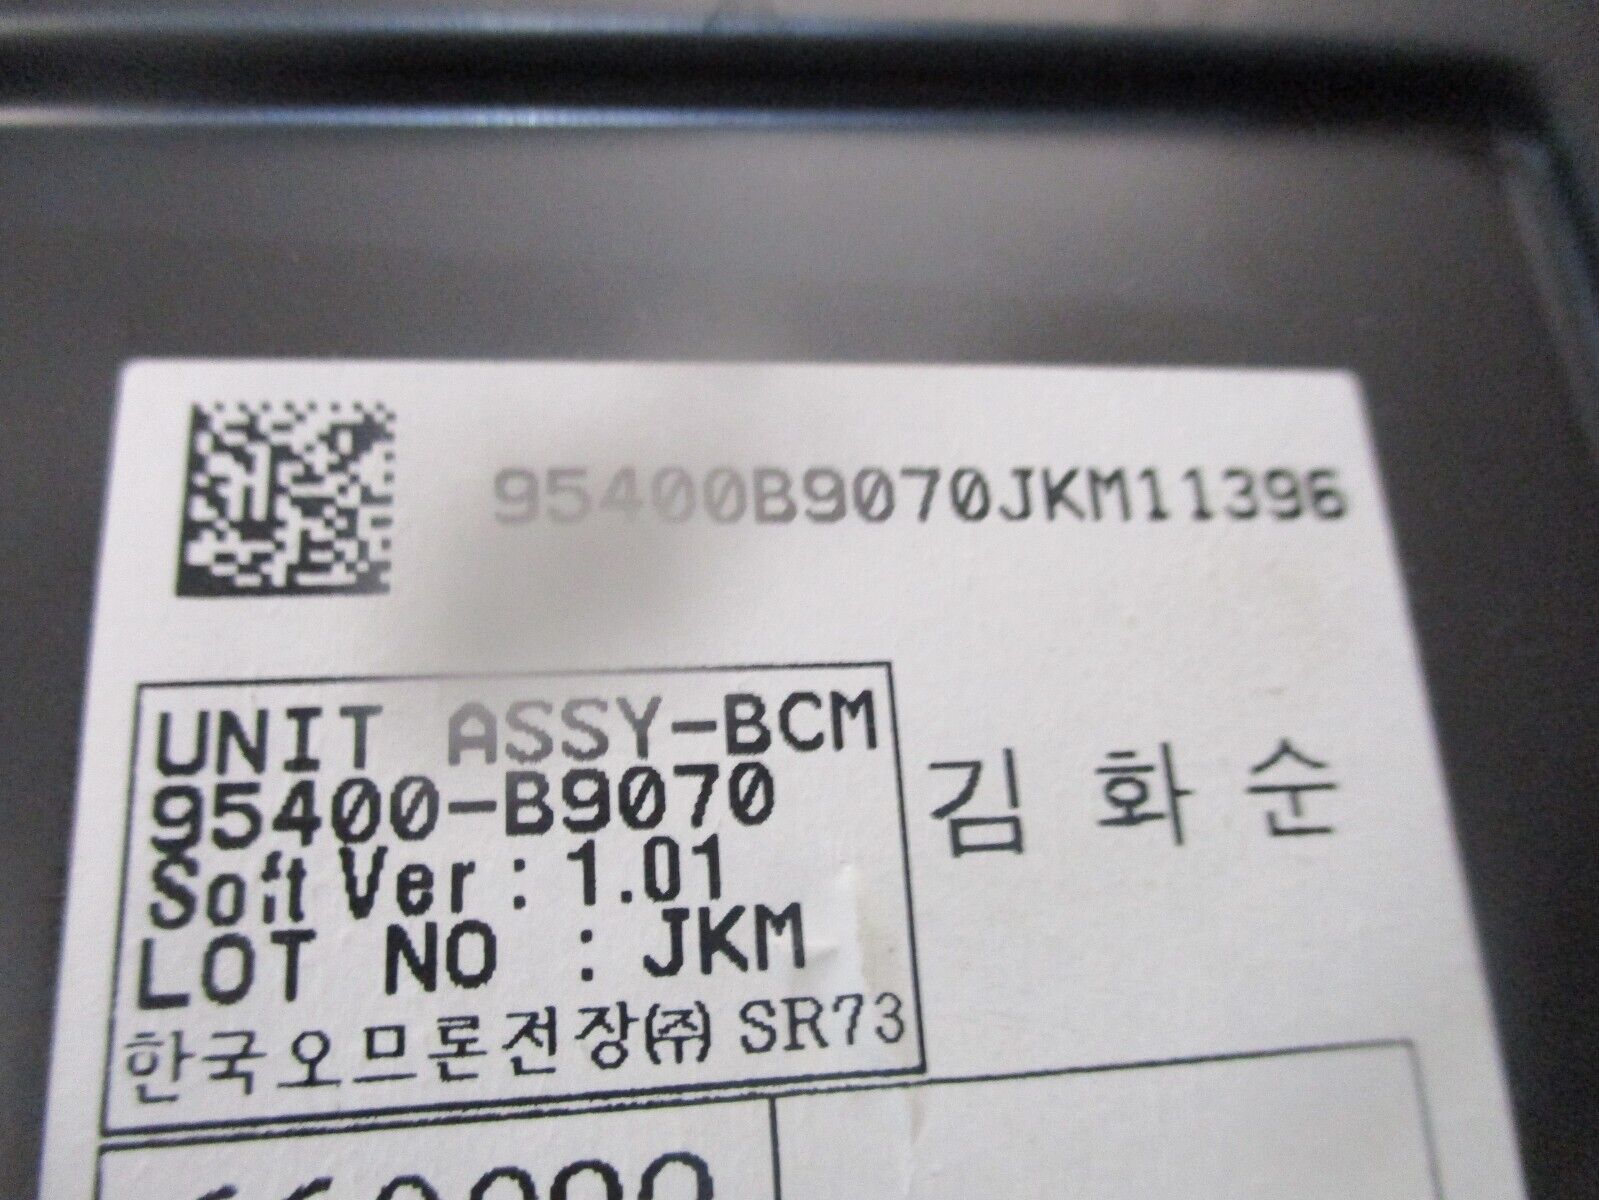 95400B9070JKM11396
UNIT ASSY-BCM
95400-B9070
Soft Ver : 1.01
LOT NO : JKM
한국오므론전장㈜ SR73
김 화 순